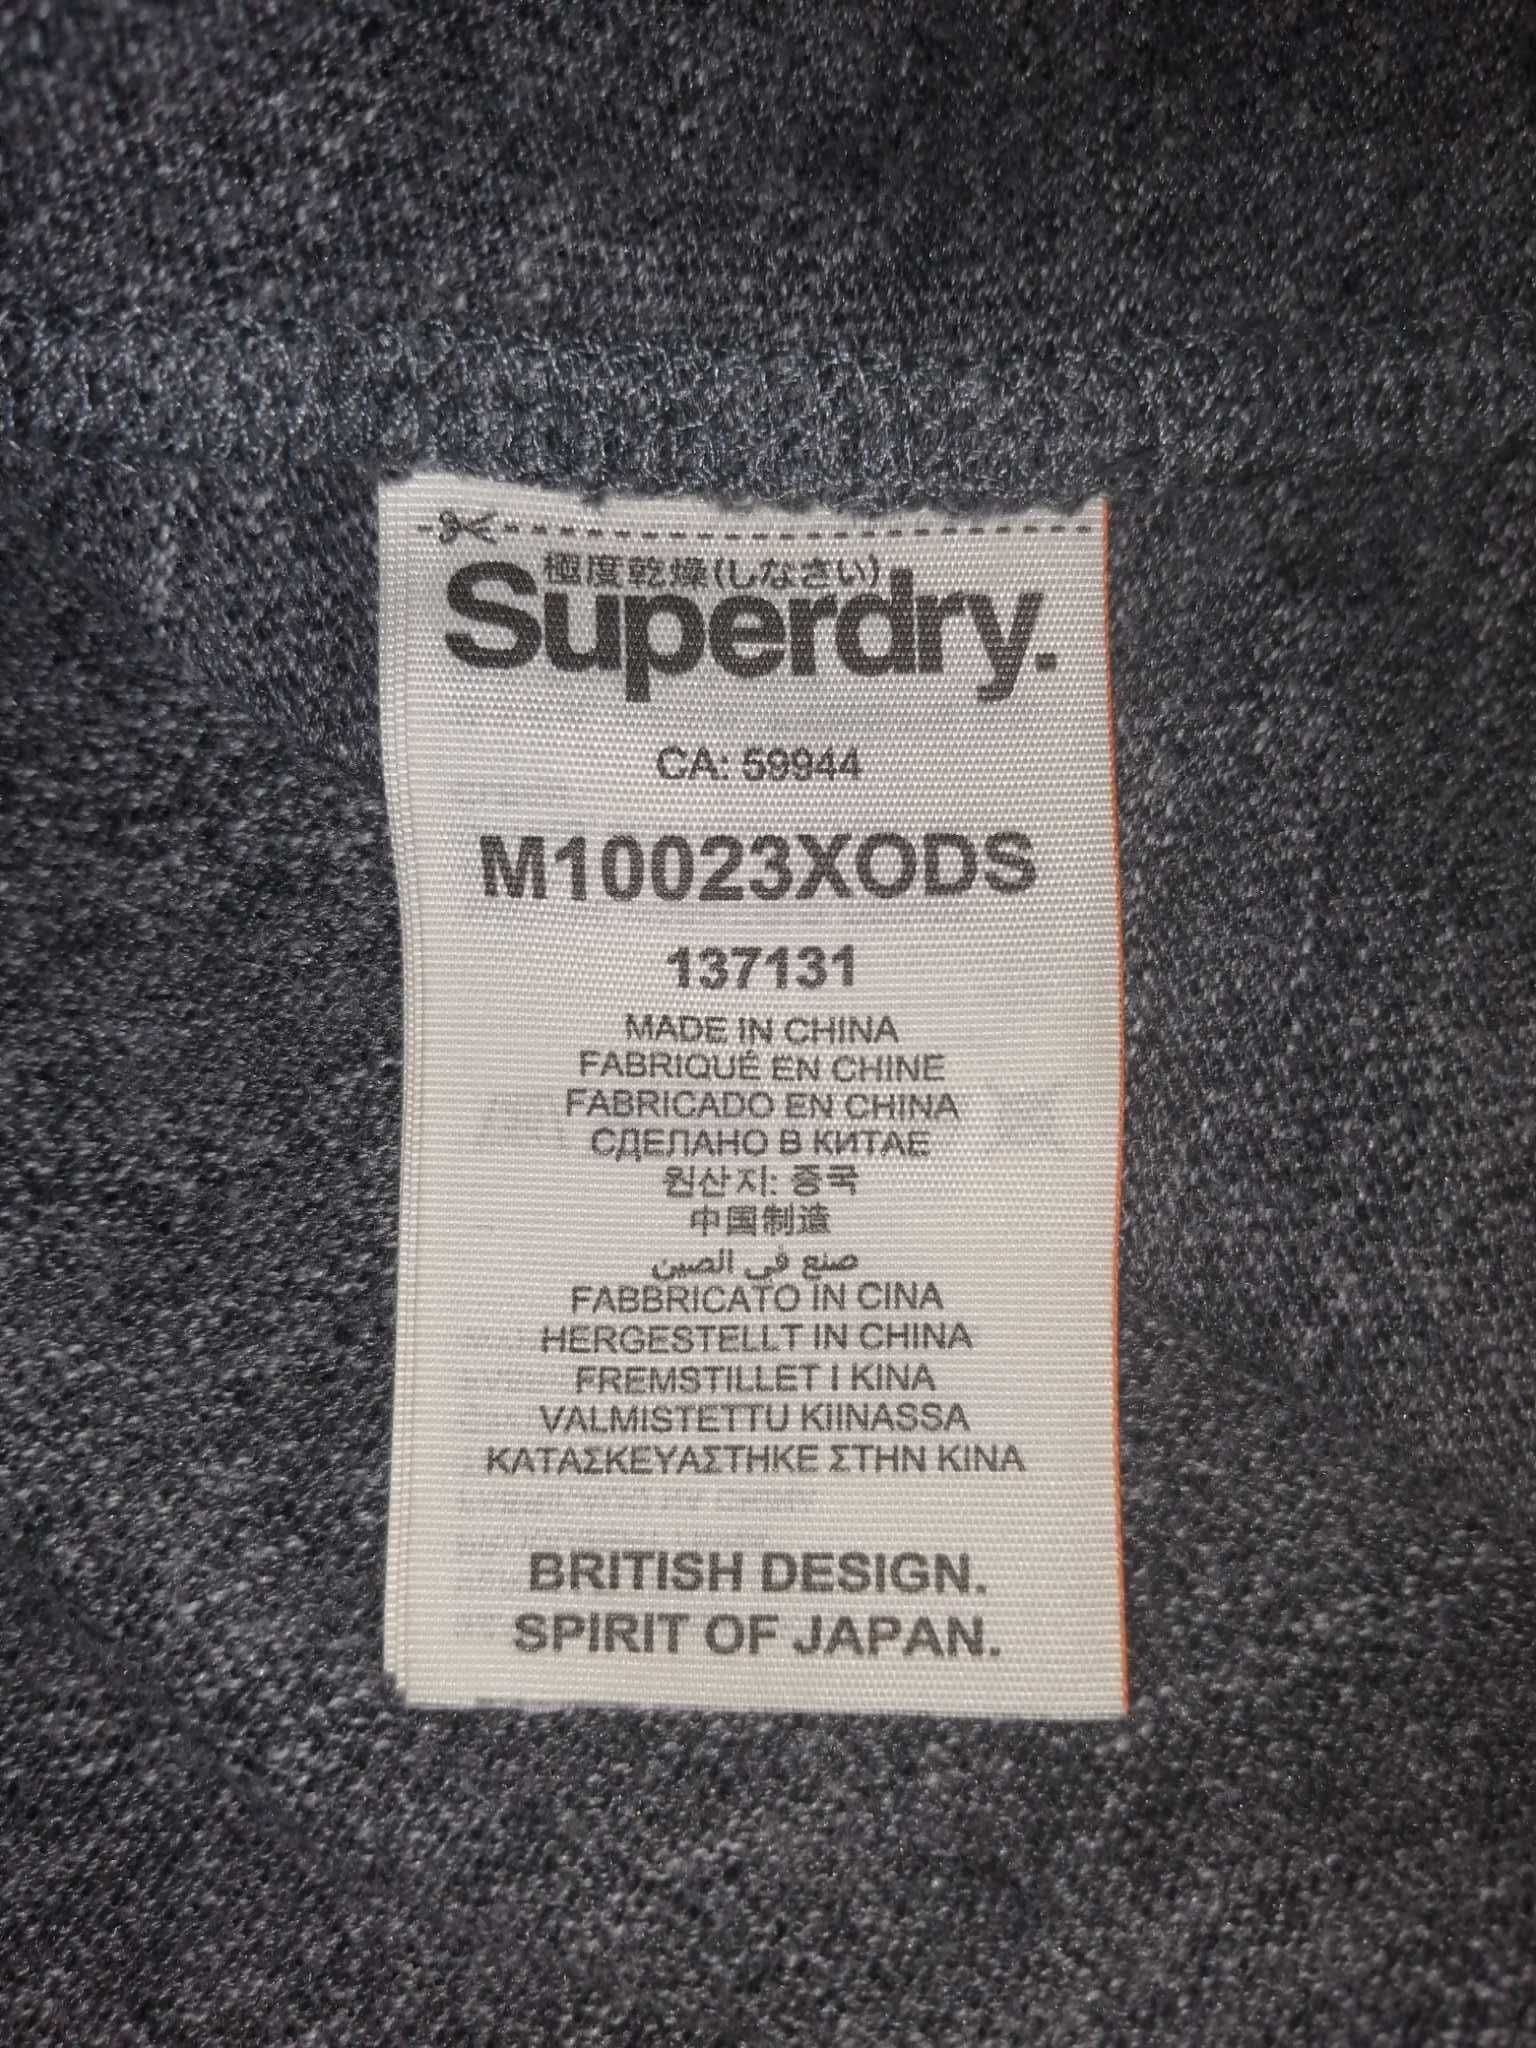 極度乾燥(しなさい)
Superdry.
CA: 59944
M10023XODS
137131
MADE IN CHINA
FABRIQUÉ EN CHINE
FABRICADO EN CHINA
СДЕЛАНО В КИТАЕ
원산지: 중국
中国制造
صنع في الصين
FABBRICATO IN CINA
HERGESTELLT IN CHINA
FREMSTILLET I KINA
VALMISTETTU KIINASSA
ΚΑΤΑΣΚΕΥΑΣΤΗΚΕ ΣΤΗΝ ΚΙΝΑ
BRITISH DESIGN.
SPIRIT OF JAPAN.